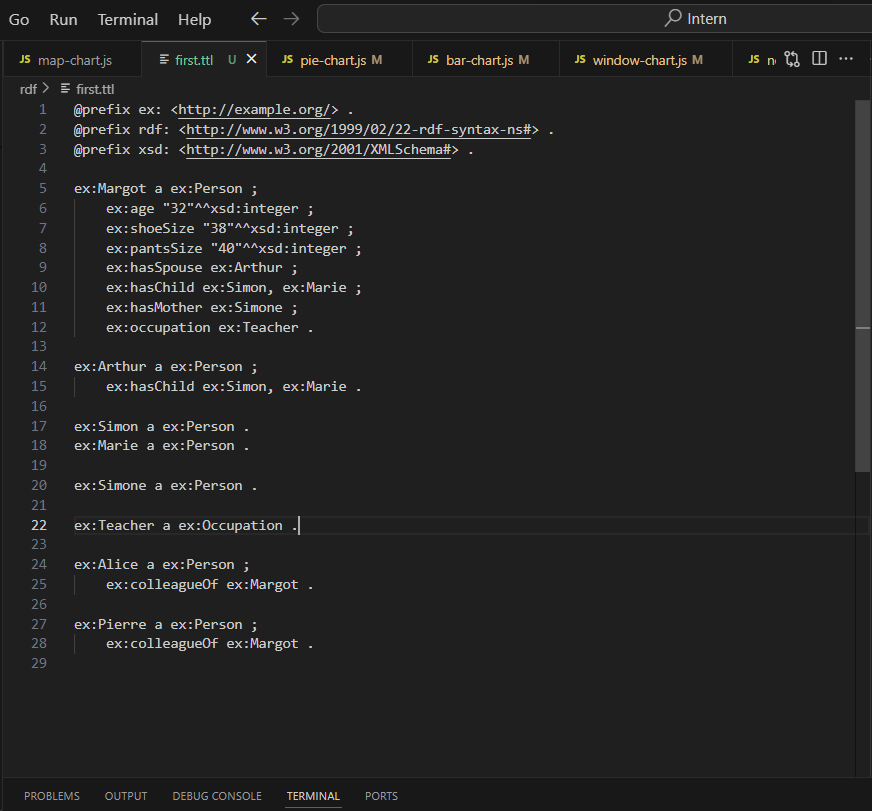 Go Run Terminal Help ← → Intern
JS map-chart.js first.ttl U × JS pie-chart.js M JS bar-chart.js M JS window-chart.js M JS ...
rdf > first.ttl
1 @prefix ex: <http://example.org/> .
2 @prefix rdf: <http://www.w3.org/1999/02/22-rdf-syntax-ns#> .
3 @prefix xsd: <http://www.w3.org/2001/XMLSchema#> .
4
5 ex:Margot a ex:Person ;
6     ex:age "32"^^xsd:integer ;
7     ex:shoeSize "38"^^xsd:integer ;
8     ex:pantsSize "40"^^xsd:integer ;
9     ex:hasSpouse ex:Arthur ;
10     ex:hasChild ex:Simon, ex:Marie ;
11     ex:hasMother ex:Simone ;
12     ex:occupation ex:Teacher .
13
14 ex:Arthur a ex:Person ;
15     ex:hasChild ex:Simon, ex:Marie .
16
17 ex:Simon a ex:Person .
18 ex:Marie a ex:Person .
19
20 ex:Simone a ex:Person .
21
22 ex:Teacher a ex:Occupation .
23
24 ex:Alice a ex:Person ;
25     ex:colleagueOf ex:Margot .
26
27 ex:Pierre a ex:Person ;
28     ex:colleagueOf ex:Margot .
29
PROBLEMS OUTPUT DEBUG CONSOLE TERMINAL PORTS